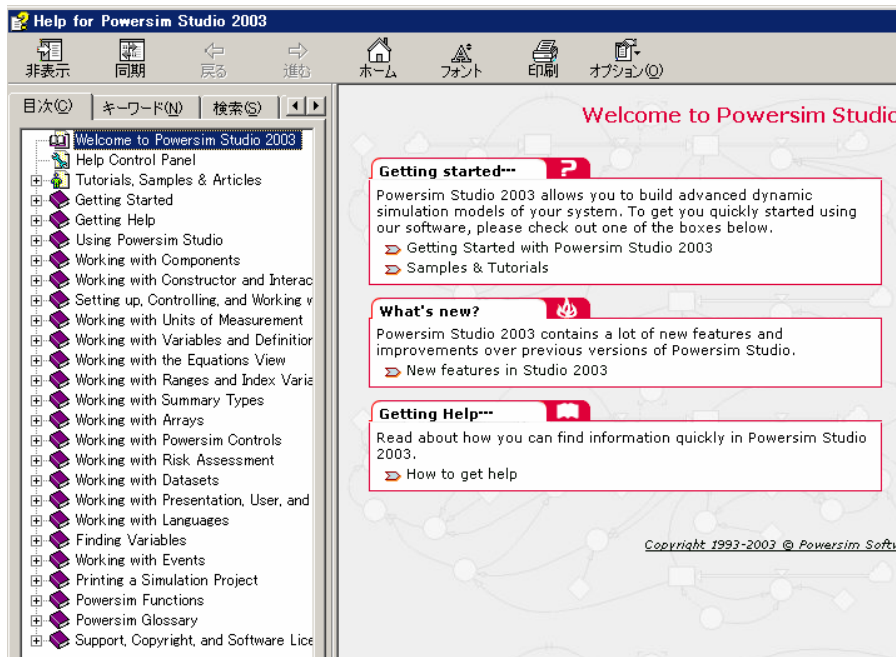 Help for Powersim Studio 2003
非表示 同期 戻る 進む ホーム フォント 印刷 オプション(O)
目次(C) キーワード(N) 検索(S)
Welcome to Powersim Studio 2003
Help Control Panel
Tutorials, Samples & Articles
Getting Started
Getting Help
Using Powersim Studio
Working with Components
Working with Constructor and Interac
Setting up, Controlling, and Working w
Working with Units of Measurement
Working with Variables and Definition
Working with the Equations View
Working with Ranges and Index Varia
Working with Summary Types
Working with Arrays
Working with Powersim Controls
Working with Risk Assessment
Working with Datasets
Working with Presentation, User, and
Working with Languages
Finding Variables
Working with Events
Printing a Simulation Project
Powersim Functions
Powersim Glossary
Support, Copyright, and Software Lice
Welcome to Powersim Studio
Getting started…
Powersim Studio 2003 allows you to build advanced dynamic
simulation models of your system. To get you quickly started using
our software, please check out one of the boxes below.
Getting Started with Powersim Studio 2003
Samples & Tutorials
What's new?
Powersim Studio 2003 contains a lot of new features and
improvements over previous versions of Powersim Studio.
New features in Studio 2003
Getting Help…
Read about how you can find information quickly in Powersim Studio
2003.
How to get help
Copyright 1993-2003 © Powersim Softw